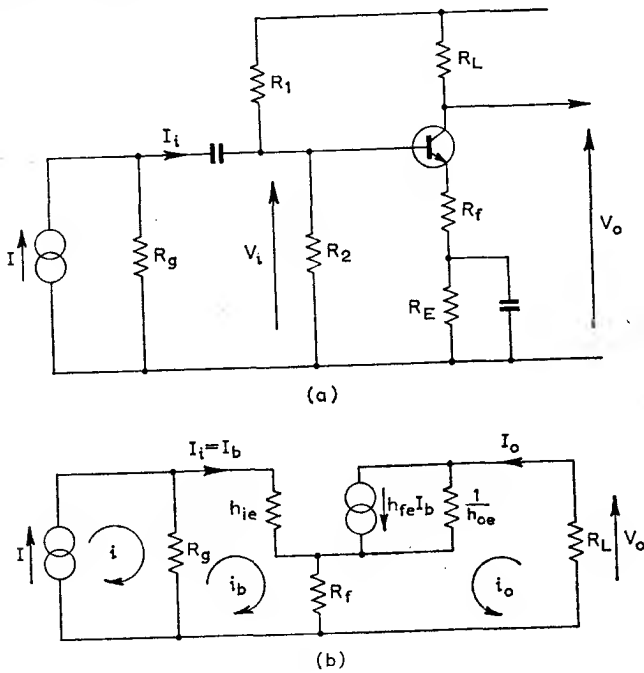 R1
RL
Ii
Rf
I
Rg
Vi
R2
Vo
RE
(a)
Ii=Ib
Io
hie
hfeIb
1/hoe
I
i
Rg
ib
Rf
io
RL
Vo
(b)